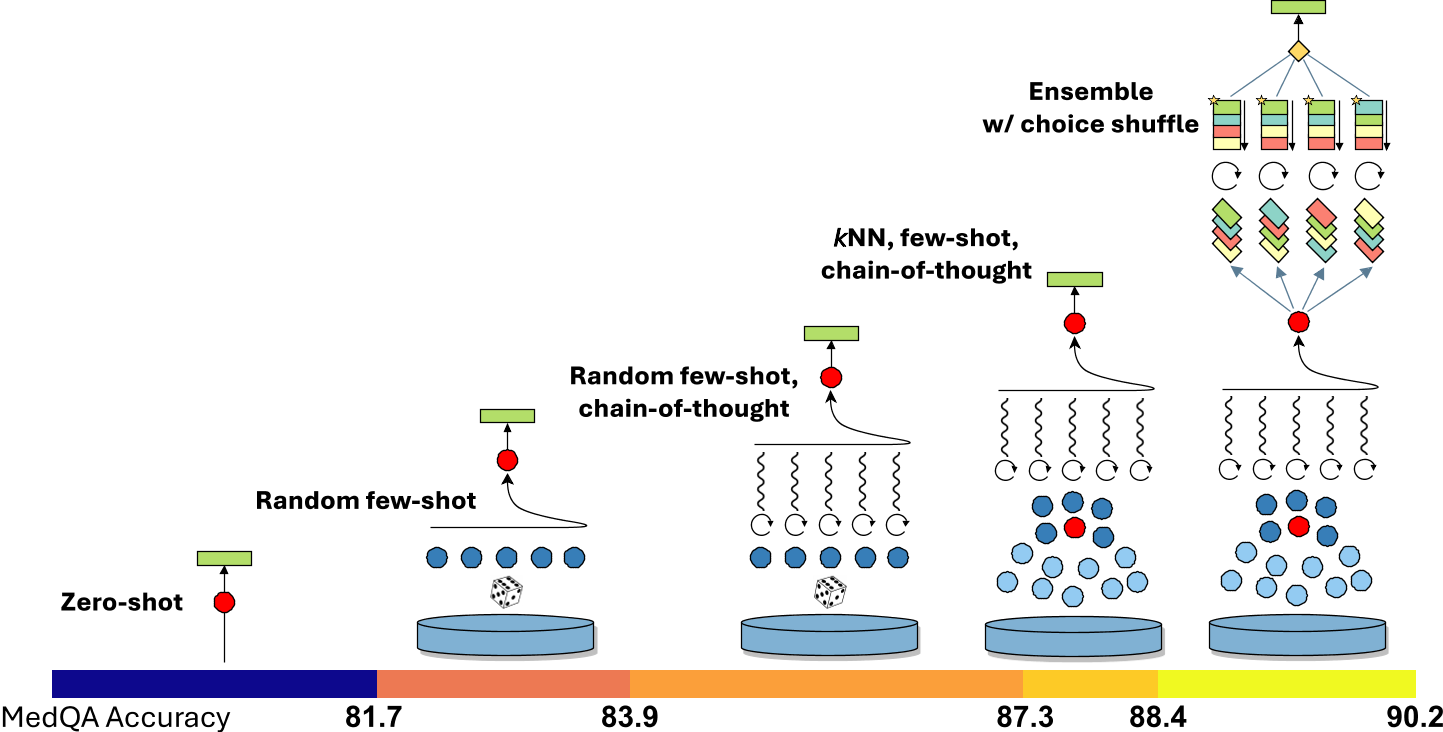 Ensemble
w/ choice shuffle
kNN, few-shot,
chain-of-thought
Random few-shot,
chain-of-thought
Random few-shot
Zero-shot
MedQA Accuracy 81.7 83.9 87.3 88.4 90.2